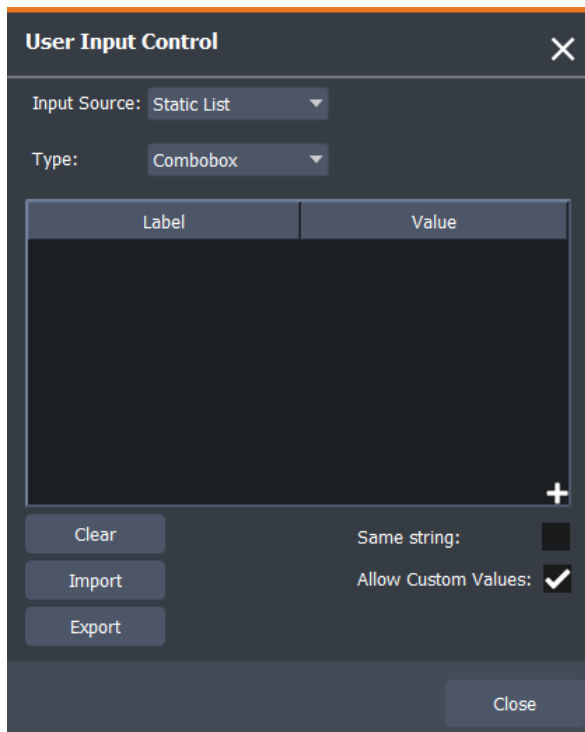 User Input Control
Input Source: Static List
Type: Combobox
Label Value
Clear Same string:
Import Allow Custom Values:
Export
Close